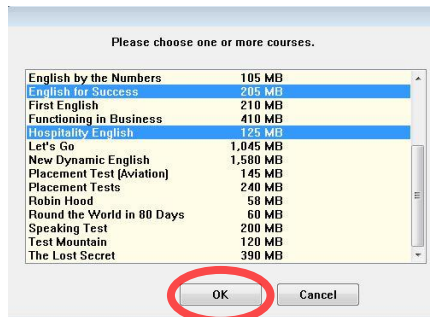 Please choose one or more courses.
English by the Numbers 105 MB
English for Success 205 MB
First English 210 MB
Functioning in Business 410 MB
Hospitality English 125 MB
Let's Go 1,045 MB
New Dynamic English 1,580 MB
Placement Test (Aviation) 145 MB
Placement Tests 240 MB
Robin Hood 58 MB
Round the World in 80 Days 60 MB
Speaking Test 200 MB
Test Mountain 120 MB
The Lost Secret 390 MB
OK Cancel